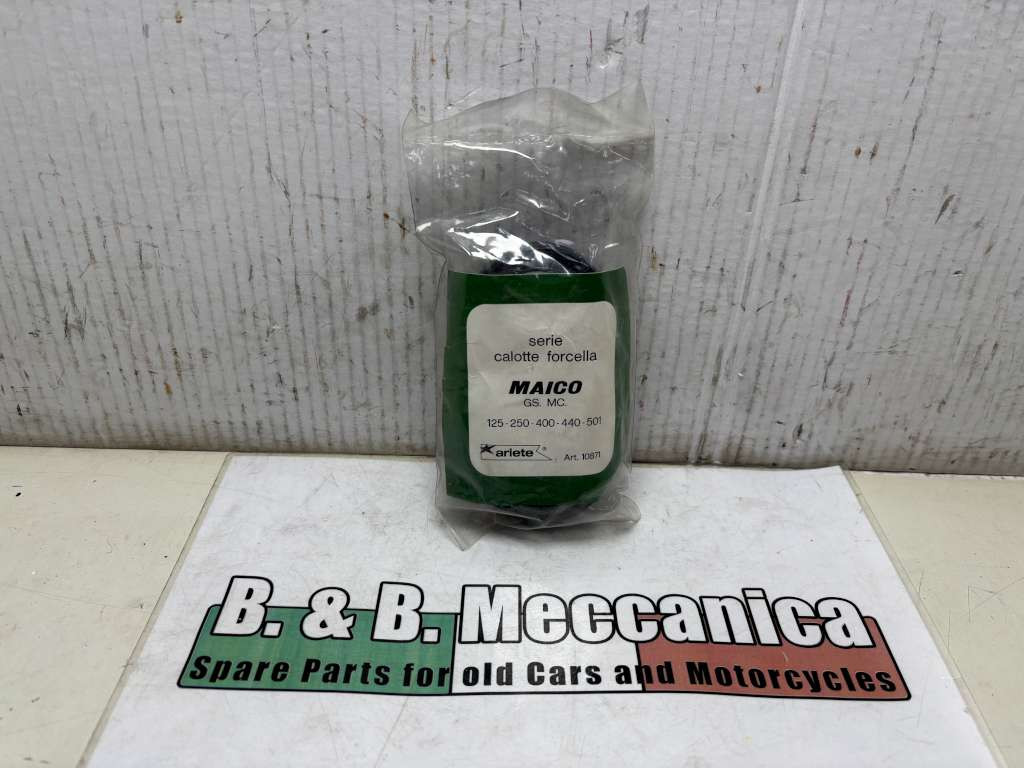 serie
calotte forcella
MAICO
GS. MC.
125-250-400-440-501
ariete® Art. 10871
B. & B. Meccanica
Spare Parts for old Cars and Motorcycles